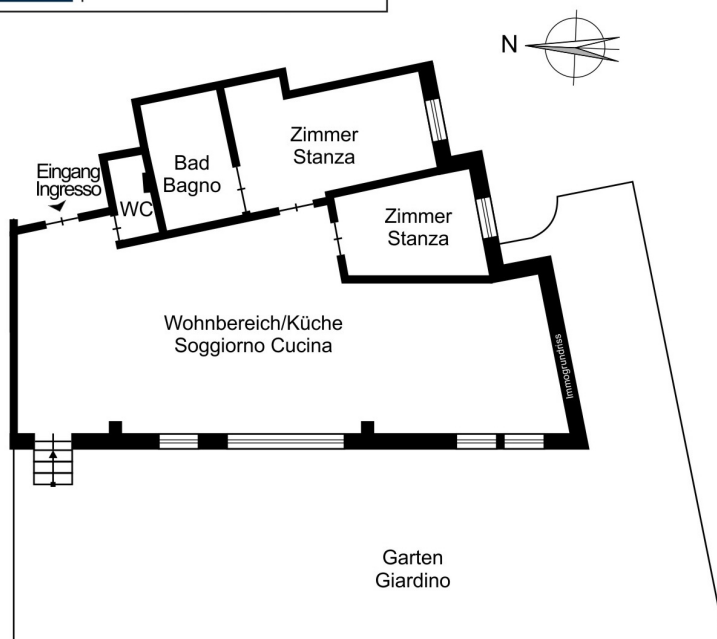 N
Zimmer
Stanza
Bad
Bagno
Eingang
Ingresso
WC
Zimmer
Stanza
Wohnbereich/Küche
Soggiorno Cucina
Immogrundriss
Garten
Giardino